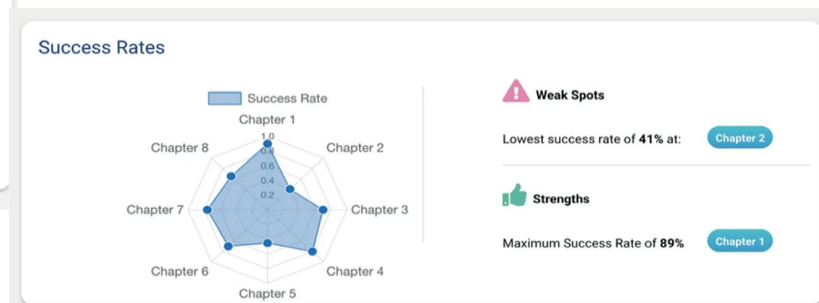 Success Rates
Success Rate
Chapter 1
Chapter 8
Chapter 2
Chapter 7
Chapter 3
Chapter 6
Chapter 4
Chapter 5
1.0
0.8
0.6
0.4
0.2
Weak Spots
Lowest success rate of 41% at: Chapter 2
Strengths
Maximum Success Rate of 89% Chapter 1